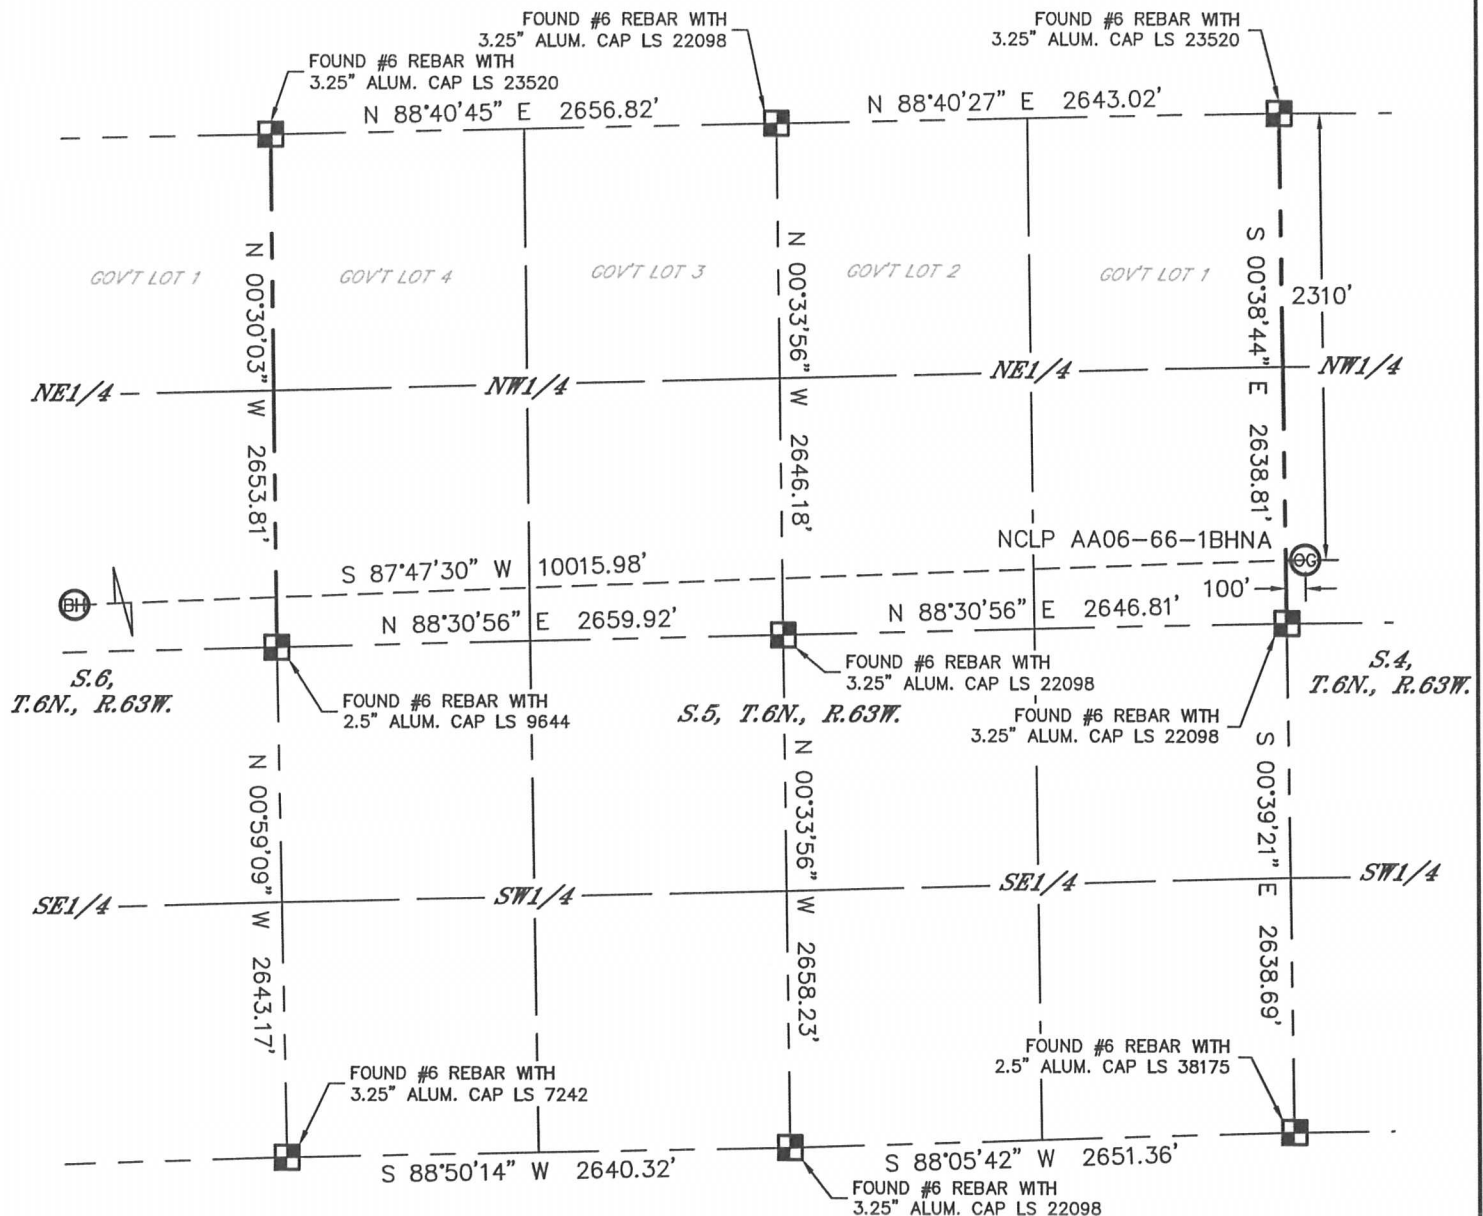 FOUND #6 REBAR WITH
3.25" ALUM. CAP LS 22098
FOUND #6 REBAR WITH
3.25" ALUM. CAP LS 23520
FOUND #6 REBAR WITH
3.25" ALUM. CAP LS 23520
N 88°40'45" E 2656.82'
N 88°40'27" E 2643.02'
GOV'T LOT 1
N 00°30'03" W 2653.81'
GOV'T LOT 4
GOV'T LOT 3
N 00°33'56" W 2646.18'
GOV'T LOT 2
GOV'T LOT 1
S 00°38'44" E 2638.81'
2310'
NE1/4
NW1/4
NE1/4
NW1/4
NCLP AA06-66-1BHNA
OG
S 87°47'30" W 10015.98'
100'
BH
N 88°30'56" E 2659.92'
N 88°30'56" E 2646.81'
S.6,
T.6N., R.63W.
FOUND #6 REBAR WITH
2.5" ALUM. CAP LS 9644
FOUND #6 REBAR WITH
3.25" ALUM. CAP LS 22098
S.5, T.6N., R.63W.
FOUND #6 REBAR WITH
3.25" ALUM. CAP LS 22098
S.4,
T.6N., R.63W.
N 00°59'09" W 2643.17'
N 00°33'56" W 2658.23'
S 00°39'21" E 2638.69'
SE1/4
SW1/4
SE1/4
SW1/4
FOUND #6 REBAR WITH
3.25" ALUM. CAP LS 7242
FOUND #6 REBAR WITH
2.5" ALUM. CAP LS 38175
S 88°50'14" W 2640.32'
S 88°05'42" W 2651.36'
FOUND #6 REBAR WITH
3.25" ALUM. CAP LS 22098